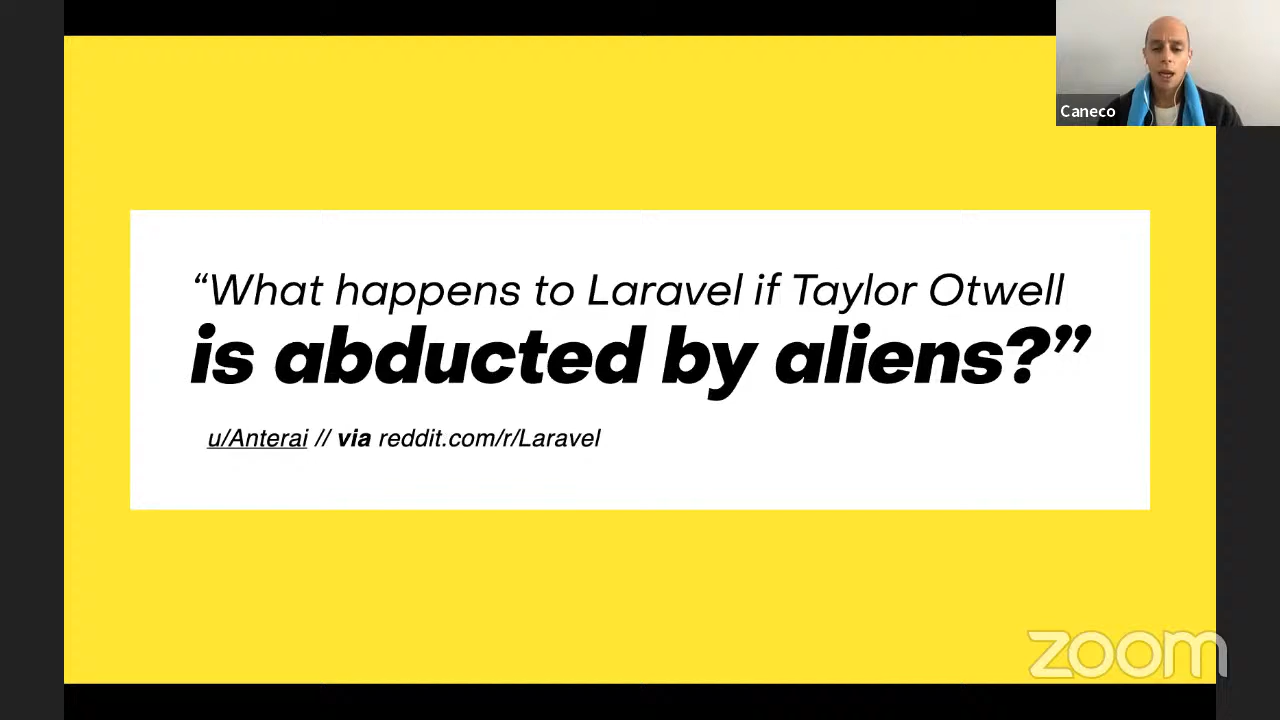 Caneco
“What happens to Laravel if Taylor Otwell
is abducted by aliens?”
u/Anterai // via reddit.com/r/Laravel
zoom